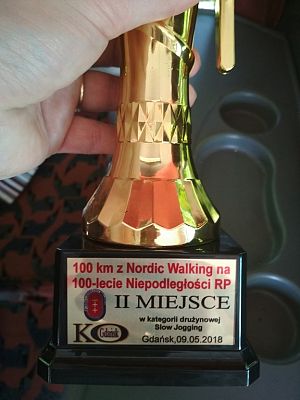 100 km z Nordic Walking na
100-lecie Niepodległości RP
II MIEJSCE
w kategorii drużynowej
Slow Jogging
KO Gdańsk
Gdańsk,09.05.2018